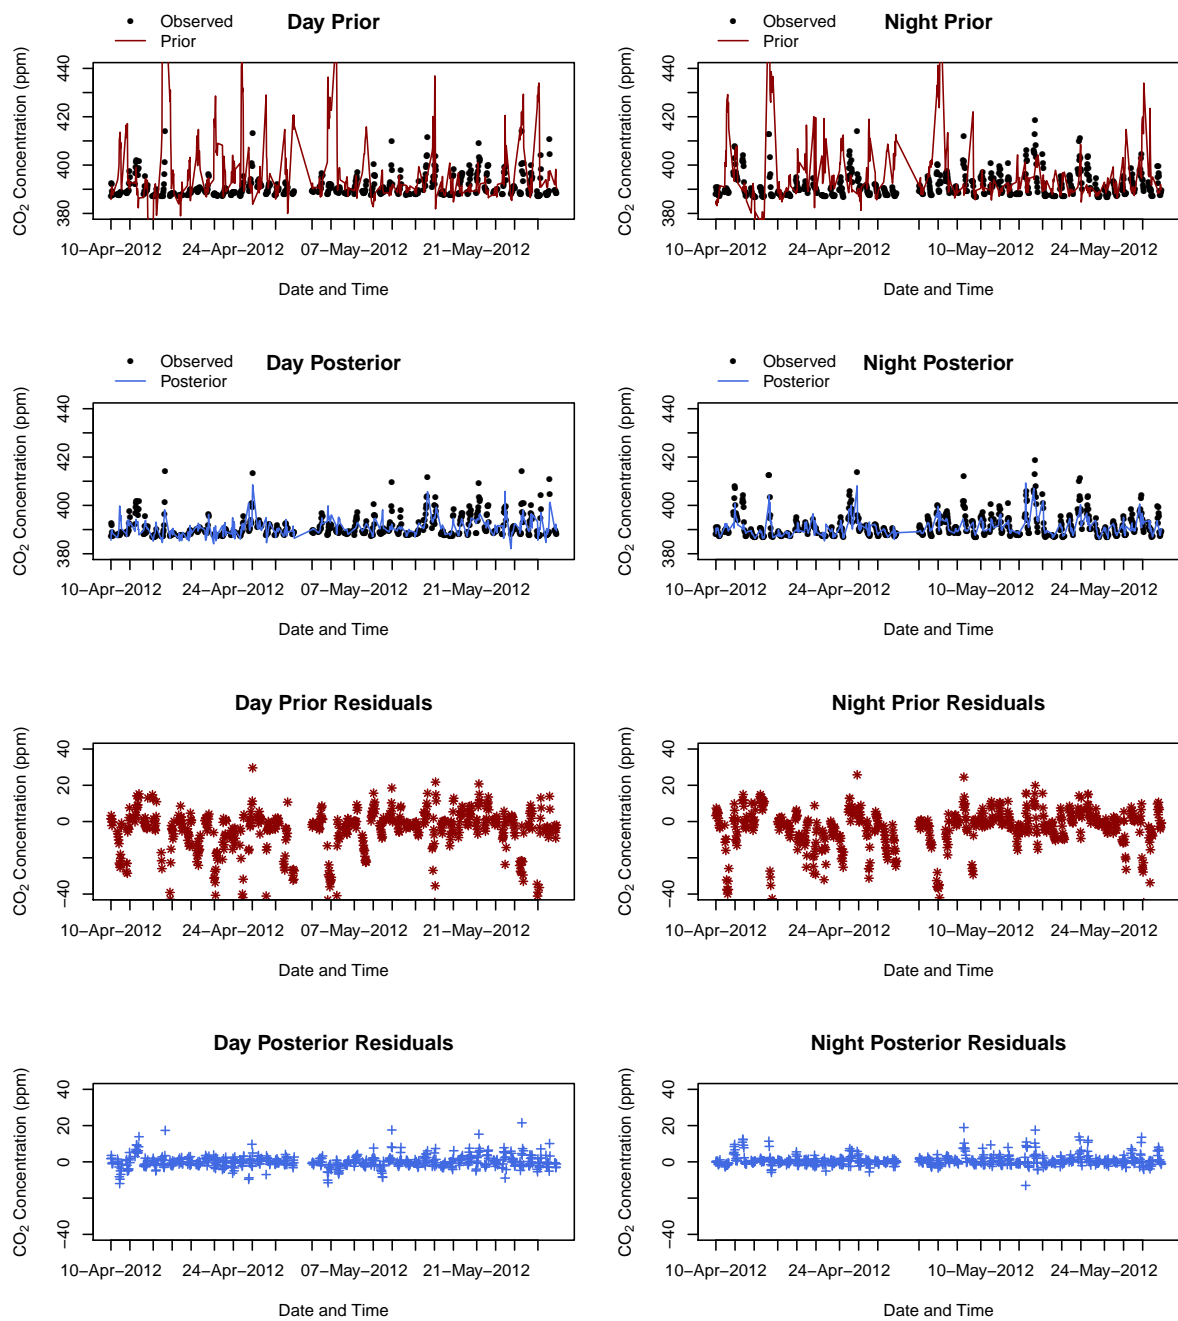 Day Prior
Observed
Prior
CO2 Concentration (ppm)
440
420
400
380
10−Apr−2012 24−Apr−2012 07−May−2012 21−May−2012
Date and Time
Night Prior
Observed
Prior
CO2 Concentration (ppm)
440
420
400
380
10−Apr−2012 24−Apr−2012 10−May−2012 24−May−2012
Date and Time
Day Posterior
Observed
Posterior
CO2 Concentration (ppm)
440
420
400
380
10−Apr−2012 24−Apr−2012 07−May−2012 21−May−2012
Date and Time
Night Posterior
Observed
Posterior
CO2 Concentration (ppm)
440
420
400
380
10−Apr−2012 24−Apr−2012 10−May−2012 24−May−2012
Date and Time
Day Prior Residuals
CO2 Concentration (ppm)
40
20
0
−40
10−Apr−2012 24−Apr−2012 07−May−2012 21−May−2012
Date and Time
Night Prior Residuals
CO2 Concentration (ppm)
40
20
0
−40
10−Apr−2012 24−Apr−2012 10−May−2012 24−May−2012
Date and Time
Day Posterior Residuals
CO2 Concentration (ppm)
40
20
0
−40
10−Apr−2012 24−Apr−2012 07−May−2012 21−May−2012
Date and Time
Night Posterior Residuals
CO2 Concentration (ppm)
40
20
0
−40
10−Apr−2012 24−Apr−2012 10−May−2012 24−May−2012
Date and Time